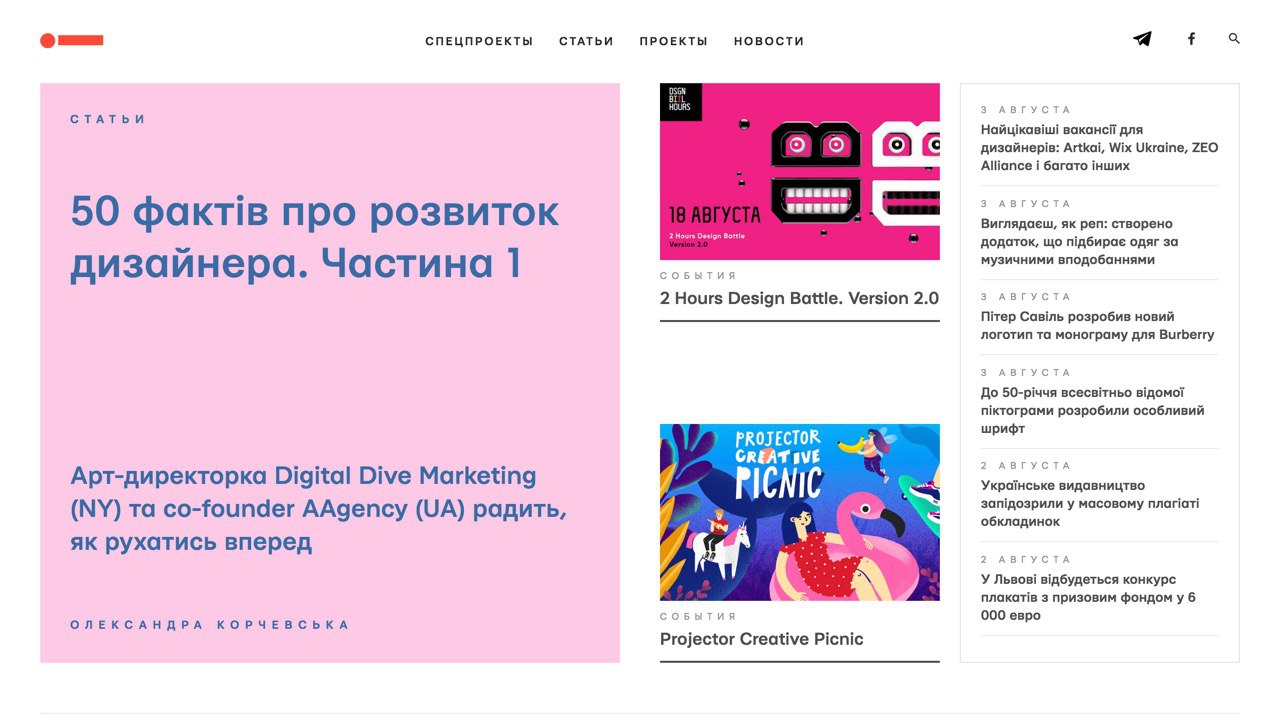 СПЕЦПРОЕКТЫ СТАТЬИ ПРОЕКТЫ НОВОСТИ
СТАТЬИ
50 фактів про розвиток
дизайнера. Частина 1
Арт-директорка Digital Dive Marketing
(NY) та co-founder AAgency (UA) радить,
як рухатись вперед
ОЛЕКСАНДРА КОРЧЕВСЬКА
DSGN
BTTL
HOURS
18 АВГУСТА
2 Hours Design Battle
Version 2.0
СОБЫТИЯ
2 Hours Design Battle. Version 2.0
PROJECTOR
CREATIVE
PICNIC
СОБЫТИЯ
Projector Creative Picnic
3 АВГУСТА
Найцікавіші вакансії для
дизайнерів: Artkai, Wix Ukraine, ZEO
Alliance і багато інших
3 АВГУСТА
Виглядаєш, як реп: створено
додаток, що підбирає одяг за
музичними вподобаннями
3 АВГУСТА
Пітер Савіль розробив новий
логотип та монограму для Burberry
3 АВГУСТА
До 50-річчя всесвітньо відомої
піктограми розробили особливий
шрифт
2 АВГУСТА
Українське видавництво
запідозрили у масовому плагіаті
обкладинок
2 АВГУСТА
У Львові відбудеться конкурс
плакатів з призовим фондом у 6
000 евро